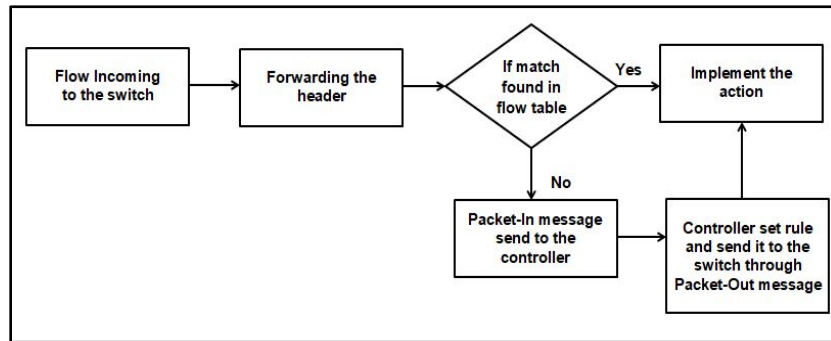 Flow Incoming
to the switch
Forwarding the
header
If match
found in
flow table
Yes
Implement the
action
No
Packet-In message
send to the
controller
Controller set rule
and send it to the
switch through
Packet-Out message